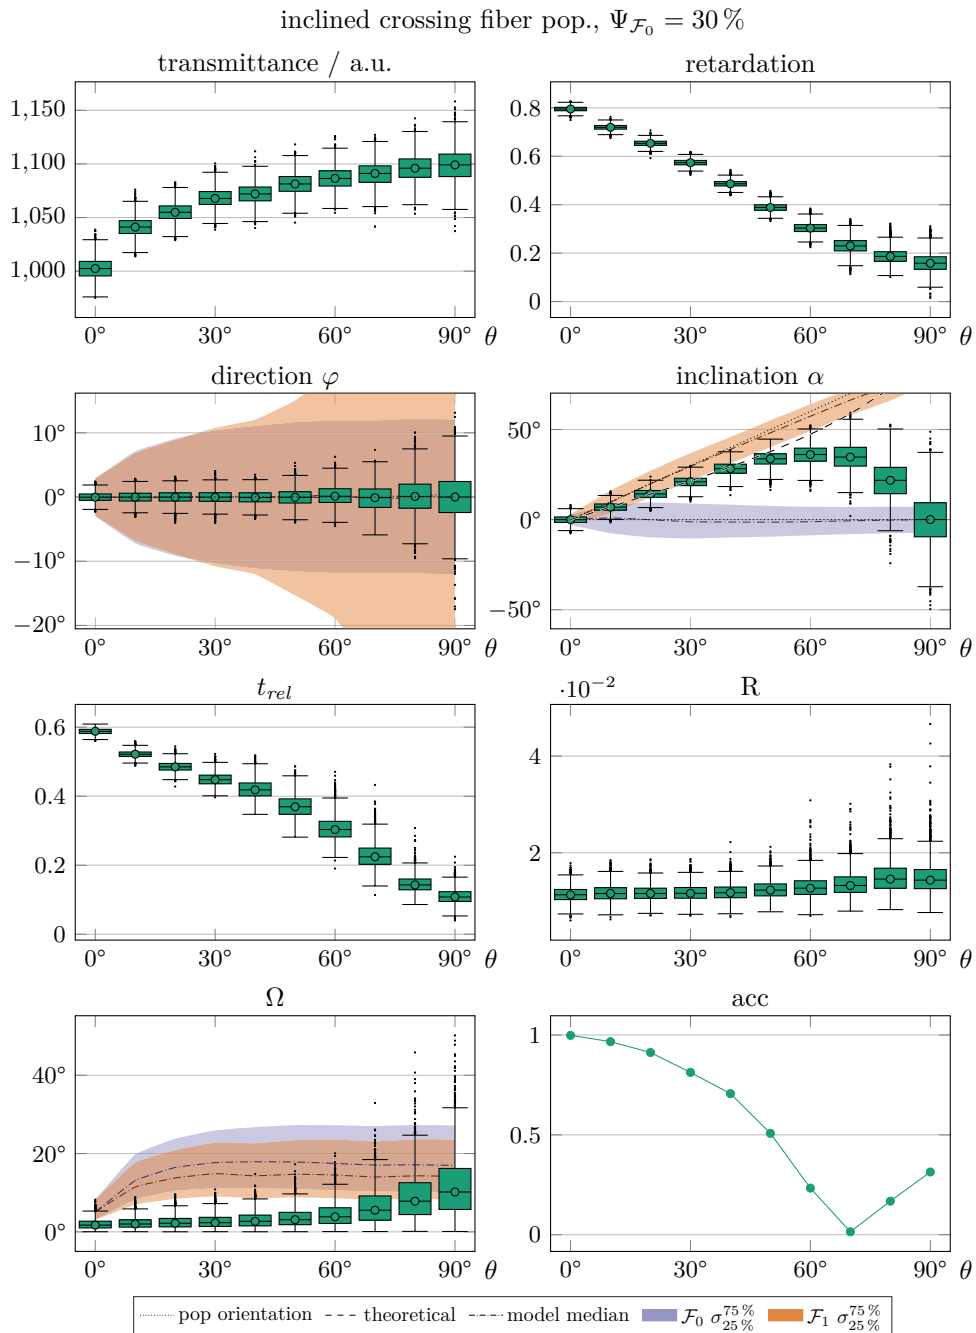 inclined crossing fiber pop., Ψ_F₀ = 30 %
transmittance / a.u.
retardation
1,150
1,100
1,050
1,000
0° 30° 60° 90° θ
0.8
0.6
0.4
0.2
0
0° 30° 60° 90° θ
direction φ
inclination α
10°
0°
−10°
−20°
0° 30° 60° 90° θ
50°
0°
−50°
0° 30° 60° 90° θ
t_rel
·10⁻² R
0.6
0.4
0.2
0
0° 30° 60° 90° θ
4
2
0° 30° 60° 90° θ
Ω
acc
40°
20°
0°
0° 30° 60° 90° θ
1
0.5
0
0° 30° 60° 90° θ
pop orientation theoretical model median F₀ σ 75 % 25 % F₁ σ 75 % 25 %